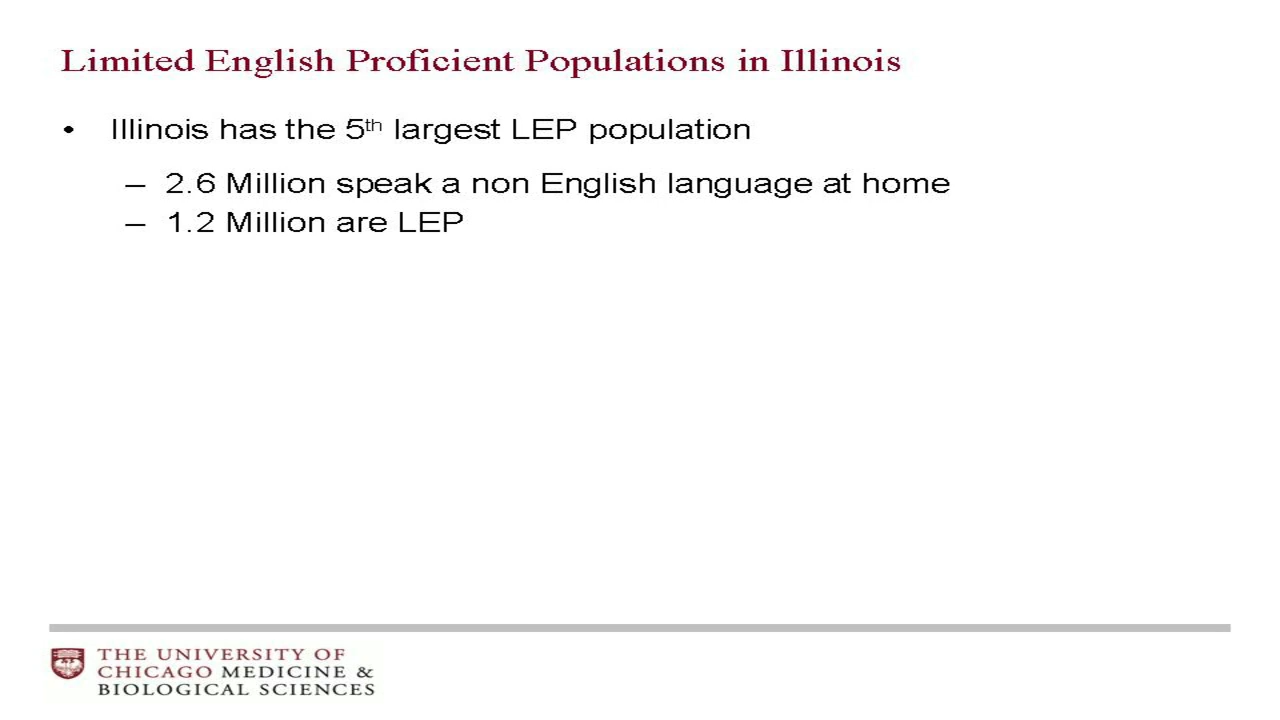 Limited English Proficient Populations in Illinois
• Illinois has the 5th largest LEP population
– 2.6 Million speak a non English language at home
– 1.2 Million are LEP
THE UNIVERSITY OF
CHICAGO MEDICINE &
BIOLOGICAL SCIENCES